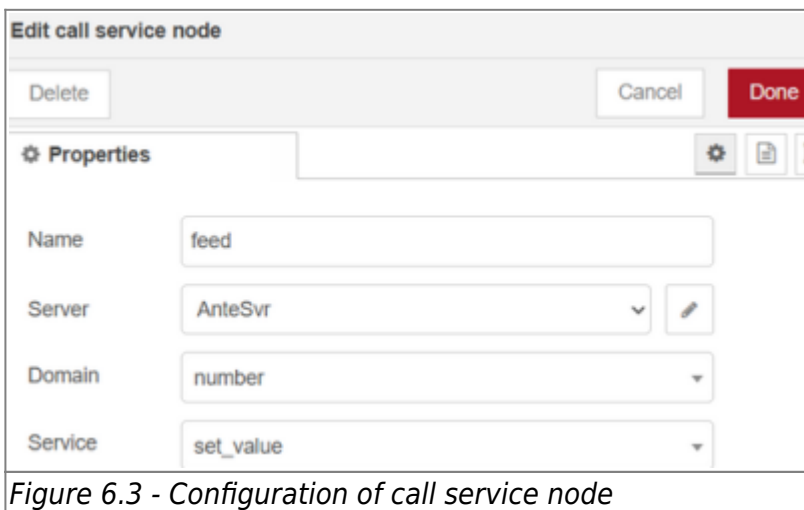 Edit call service node
Delete Cancel Done
Properties
Name feed
Server AnteSvr
Domain number
Service set_value
Figure 6.3 - Configuration of call service node